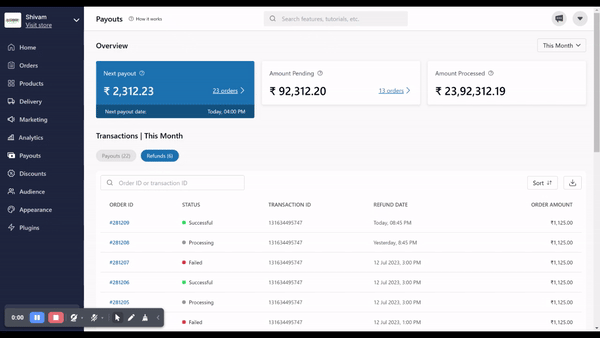 Shivam
Visit store
Payouts
How it works
Search features, tutorials, etc.
Home
Orders
Products
Delivery
Marketing
Analytics
Payouts
Discounts
Audience
Appearance
Plugins
Overview
This Month
Next payout
₹ 2,312.23
23 orders
Next payout date:
Today, 04:00 PM
Amount Pending
₹ 92,312.20
13 orders
Amount Processed
₹ 23,92,312.19
Transactions | This Month
Payouts (22)
Refunds (6)
Order ID or transaction ID
Sort
ORDER ID STATUS TRANSACTION ID REFUND DATE ORDER AMOUNT
#281209 Successful 131634495747 Today, 08:45 PM ₹1,125.00
#281208 Processing 131634495747 Yesterday, 8:45 PM ₹1,125.00
#281207 Failed 131634495747 12 Jul 2023, 3:00 PM ₹1,125.00
#281206 Successful 131634495747 12 Jul 2023, 3:00 PM ₹1,125.00
#281205 Processing 131634495747 12 Jul 2023, 3:00 PM ₹1,125.00
Failed 131634495747 12 Jul 2023, 1:00 PM ₹1,125.00
0:00